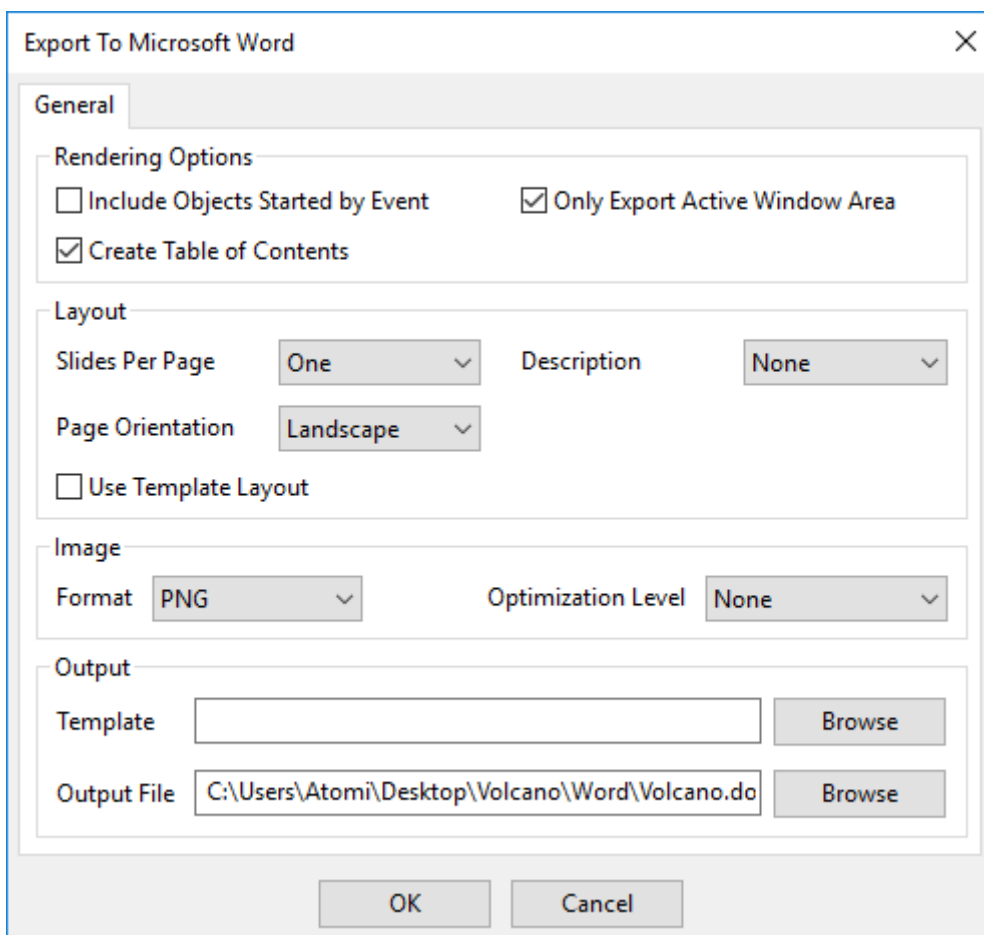 Export To Microsoft Word
General
Rendering Options
Include Objects Started by Event Only Export Active Window Area
Create Table of Contents
Layout
Slides Per Page One Description None
Page Orientation Landscape
Use Template Layout
Image
Format PNG Optimization Level None
Output
Template Browse
Output File C:\Users\Atomi\Desktop\Volcano\Word\Volcano.do Browse
OK Cancel